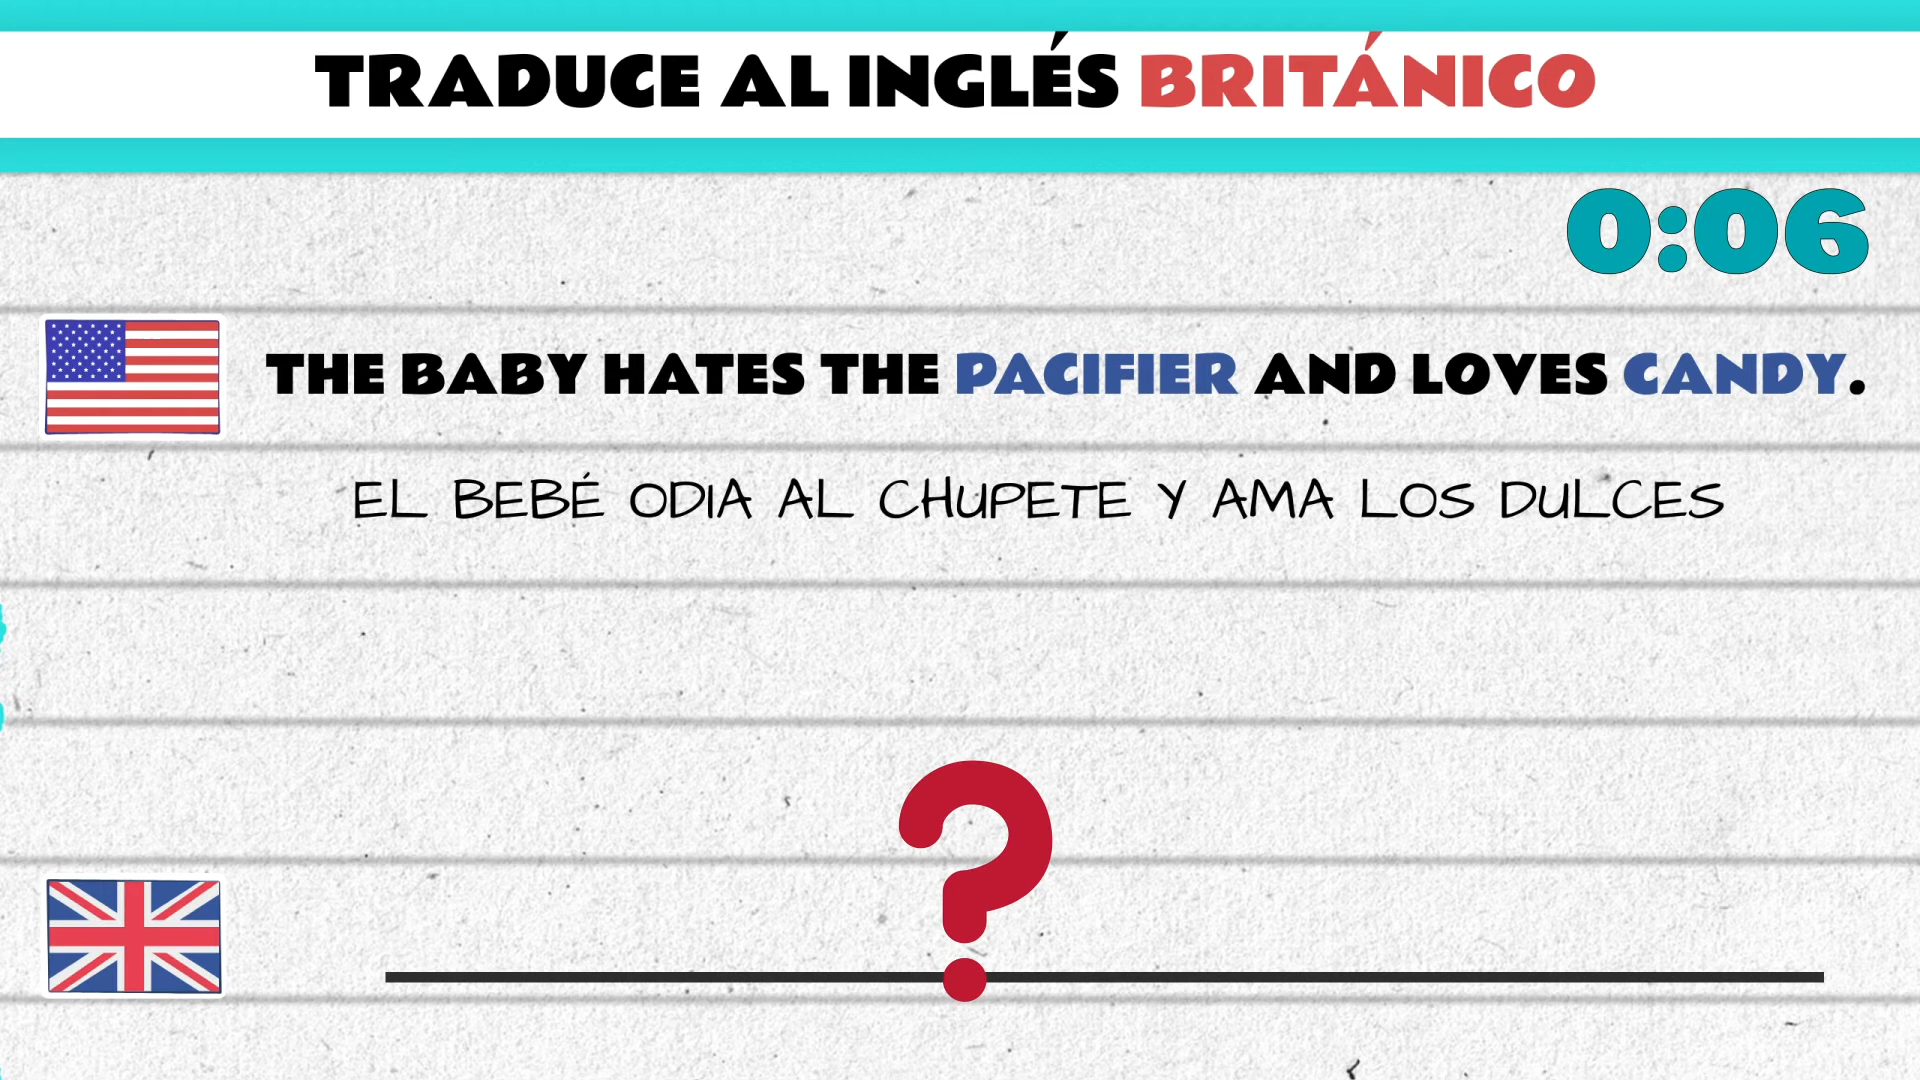 TRADUCE AL INGLÉS BRITÁNICO
0:06
THE BABY HATES THE PACIFIER AND LOVES CANDY.
EL BEBÉ ODIA AL CHUPETE Y AMA LOS DULCES
?